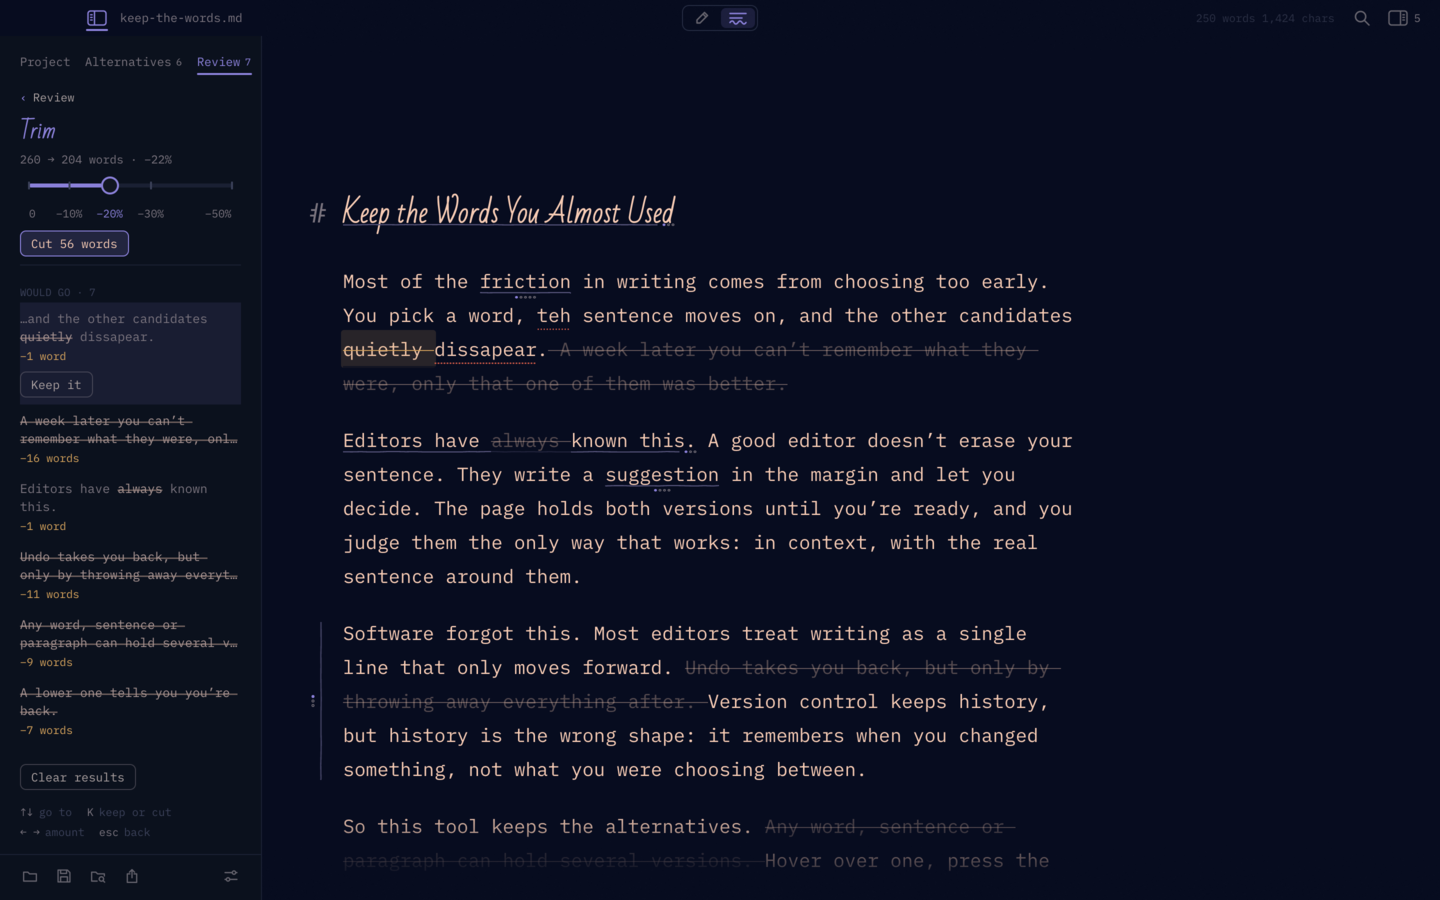 keep-the-words.md
250 words 1,424 chars
5
Project Alternatives 6 Review 7
‹ Review
Trim
260 → 204 words · −22%
0 −10% −20% −30% −50%
Cut 56 words
WOULD GO · 7
…and the other candidates
quietly dissapear.
−1 word
Keep it
A week later you can’t
remember what they were, onl…
−16 words
Editors have always known
this.
−1 word
Undo takes you back, but
only by throwing away everyt…
−11 words
Any word, sentence or
paragraph can hold several v…
−9 words
A lower one tells you you’re
back.
−7 words
Clear results
↑↓ go to K keep or cut
← → amount esc back
# Keep the Words You Almost Used
Most of the friction in writing comes from choosing too early.
You pick a word, teh sentence moves on, and the other candidates
quietly dissapear. A week later you can’t remember what they
were, only that one of them was better.
Editors have always known this. A good editor doesn’t erase your
sentence. They write a suggestion in the margin and let you
decide. The page holds both versions until you’re ready, and you
judge them the only way that works: in context, with the real
sentence around them.
Software forgot this. Most editors treat writing as a single
line that only moves forward. Undo takes you back, but only by
throwing away everything after. Version control keeps history,
but history is the wrong shape: it remembers when you changed
something, not what you were choosing between.
So this tool keeps the alternatives. Any word, sentence or
paragraph can hold several versions. Hover over one, press the